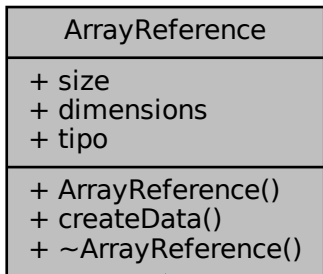 ArrayReference
+ size
+ dimensions
+ tipo
+ ArrayReference()
+ createData()
+ ~ArrayReference()